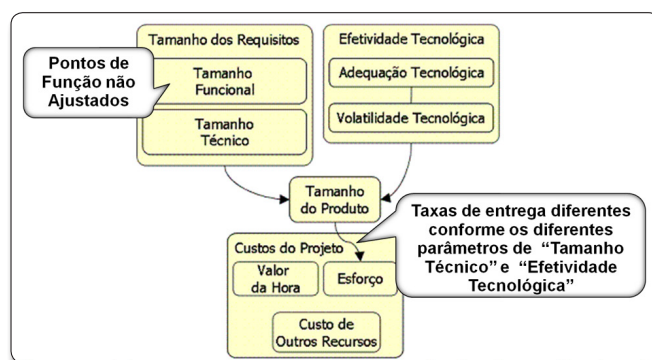 Tamanho dos Requisitos
Tamanho
Funcional
Tamanho
Técnico
Pontos de
Função não
Ajustados
Efetividade Tecnológica
Adequação Tecnológica
Volatilidade Tecnológica
Tamanho
do Produto
Taxas de entrega diferentes
conforme os diferentes
parâmetros de “Tamanho
Técnico” e “Efetividade
Tecnológica”
Custos do Projeto
Valor
da Hora
Esforço
Custo de
Outros Recursos